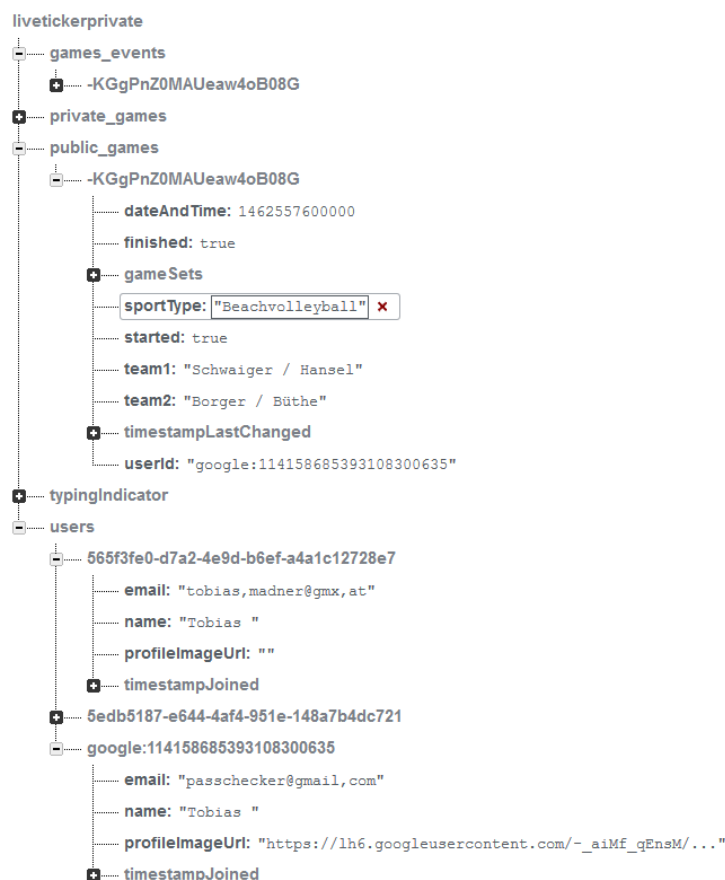 livetickerprivate
games_events
-KGgPnZ0MAUeaw4oB08G
private_games
public_games
-KGgPnZ0MAUeaw4oB08G
dateAndTime: 1462557600000
finished: true
gameSets
sportType: "Beachvolleyball" ×
started: true
team1: "Schwaiger / Hansel"
team2: "Borger / Büthe"
timestampLastChanged
userId: "google:114158685393108300635"
typingIndicator
users
565f3fe0-d7a2-4e9d-b6ef-a4a1c12728e7
email: "tobias,madner@gmx,at"
name: "Tobias "
profileImageUrl: ""
timestampJoined
5edb5187-e644-4af4-951e-148a7b4dc721
google:114158685393108300635
email: "passchecker@gmail,com"
name: "Tobias "
profileImageUrl: "https://lh6.googleusercontent.com/-_aiMf_qEnsM/..."
timestampJoined